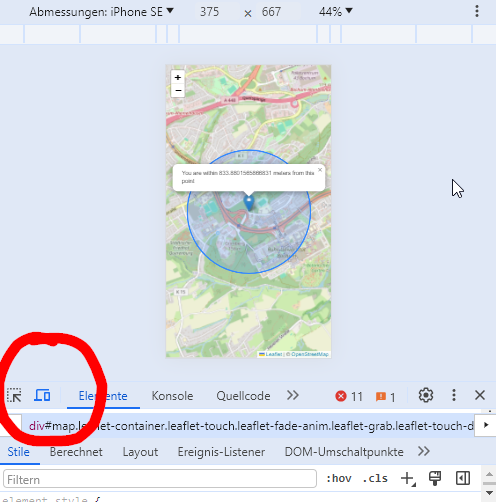 Abmessungen: iPhone SE 375 × 667 44%
+
−
You are within 833.8801565866831 meters from this
point
×
Leaflet | © OpenStreetMap
Elemente Konsole Quellcode 11 1
div#map.leaflet-container.leaflet-touch.leaflet-fade-anim.leaflet-grab.leaflet-touch-d
Stile Berechnet Layout Ereignis-Listener DOM-Umschaltpunkte
Filtern :hov .cls
element.style {